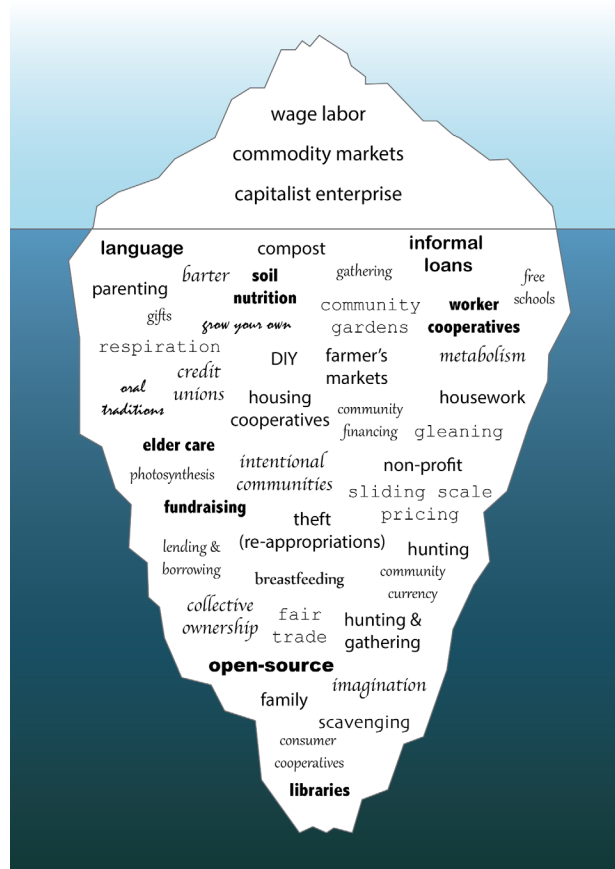 wage labor
commodity markets
capitalist enterprise
language
compost
informal
loans
parenting
barter
soil
nutrition
gathering
free
schools
gifts
grow your own
community
gardens
worker
cooperatives
respiration
DIY
farmer's
markets
metabolism
oral
traditions
credit
unions
housing
cooperatives
community
financing
housework
gleaning
elder care
photosynthesis
intentional
communities
non-profit
sliding scale
pricing
fundraising
theft
(re-appropriations)
hunting
lending &
borrowing
breastfeeding
community
currency
collective
ownership
fair
trade
hunting &
gathering
open-source
imagination
family
scavenging
consumer
cooperatives
libraries